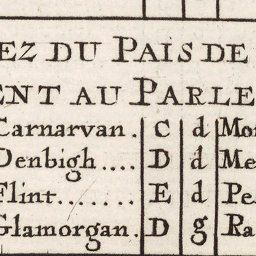 EZ DU PAIS DE
ENT AU PARLE
Carnarvan. C d Mo
Denbigh.... D d Me
Flint........ E d Pe
Glamorgan. D g Ra